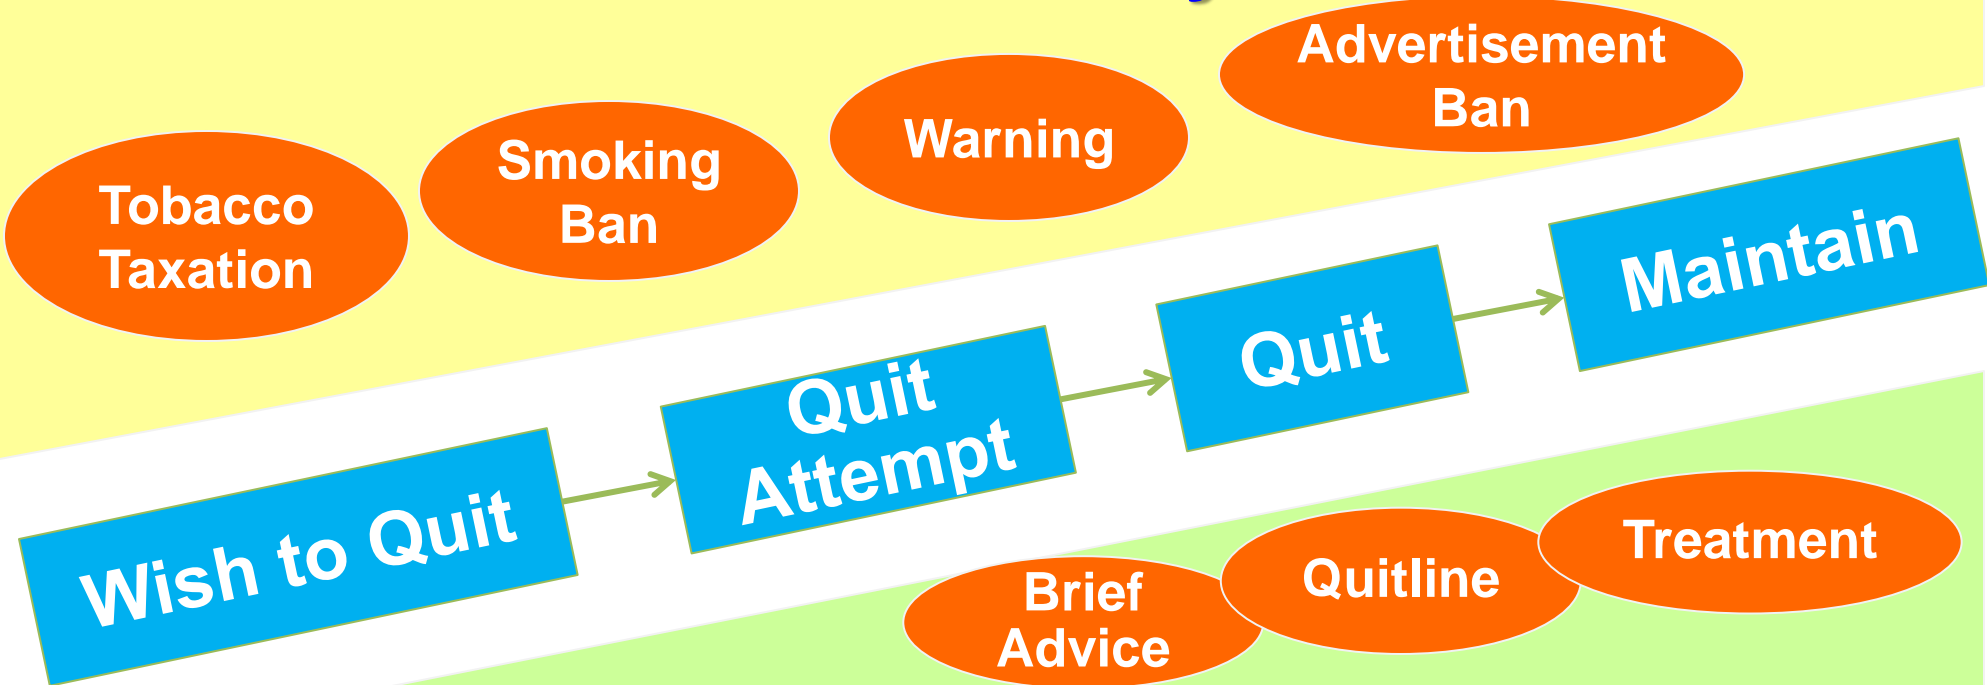 Advertisement
Ban
Warning
Smoking
Ban
Tobacco
Taxation
Maintain
Quit
Quit
Attempt
Wish to Quit
Treatment
Quitline
Brief
Advice